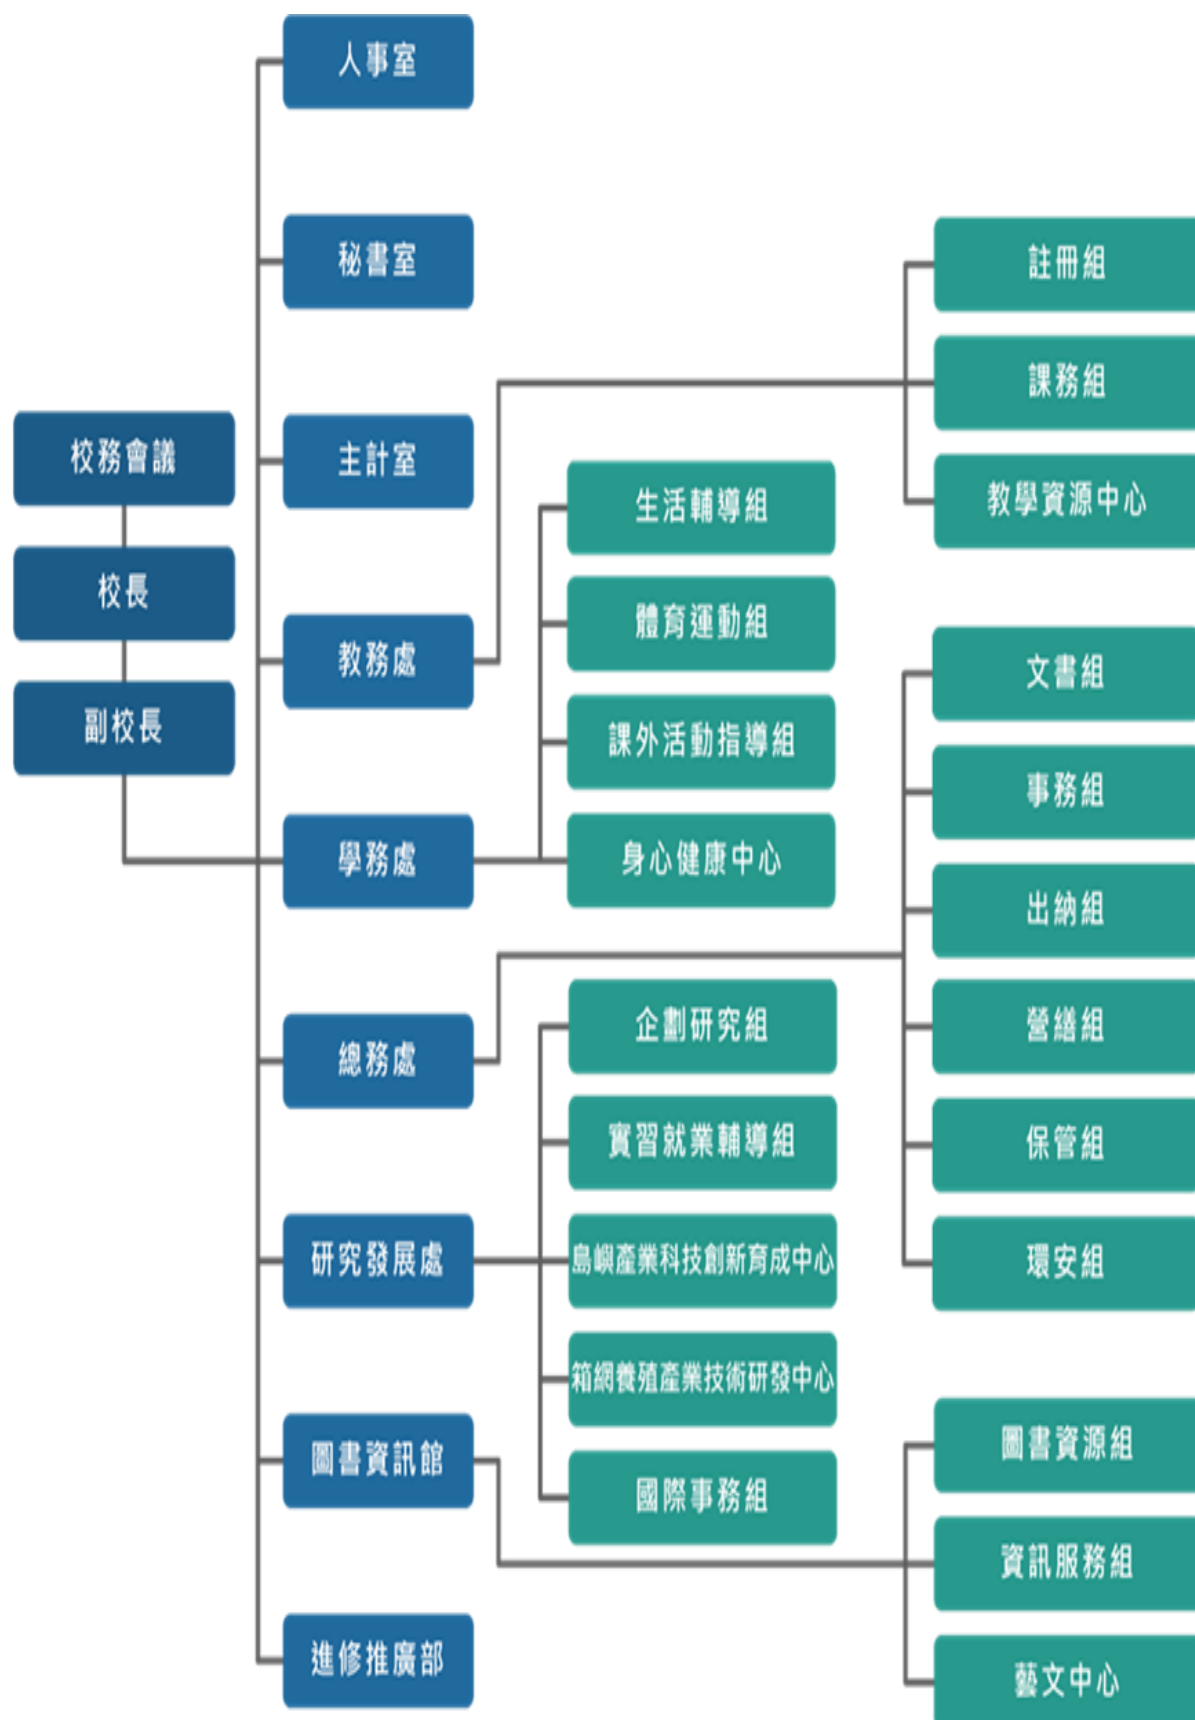 校務會議
校長
副校長
人事室
秘書室
主計室
教務處
註冊組
課務組
教學資源中心
學務處
生活輔導組
體育運動組
課外活動指導組
身心健康中心
總務處
文書組
事務組
出納組
營繕組
保管組
環安組
研究發展處
企劃研究組
實習就業輔導組
島嶼產業科技創新育成中心
箱網養殖產業技術研發中心
國際事務組
圖書資訊館
圖書資源組
資訊服務組
藝文中心
進修推廣部